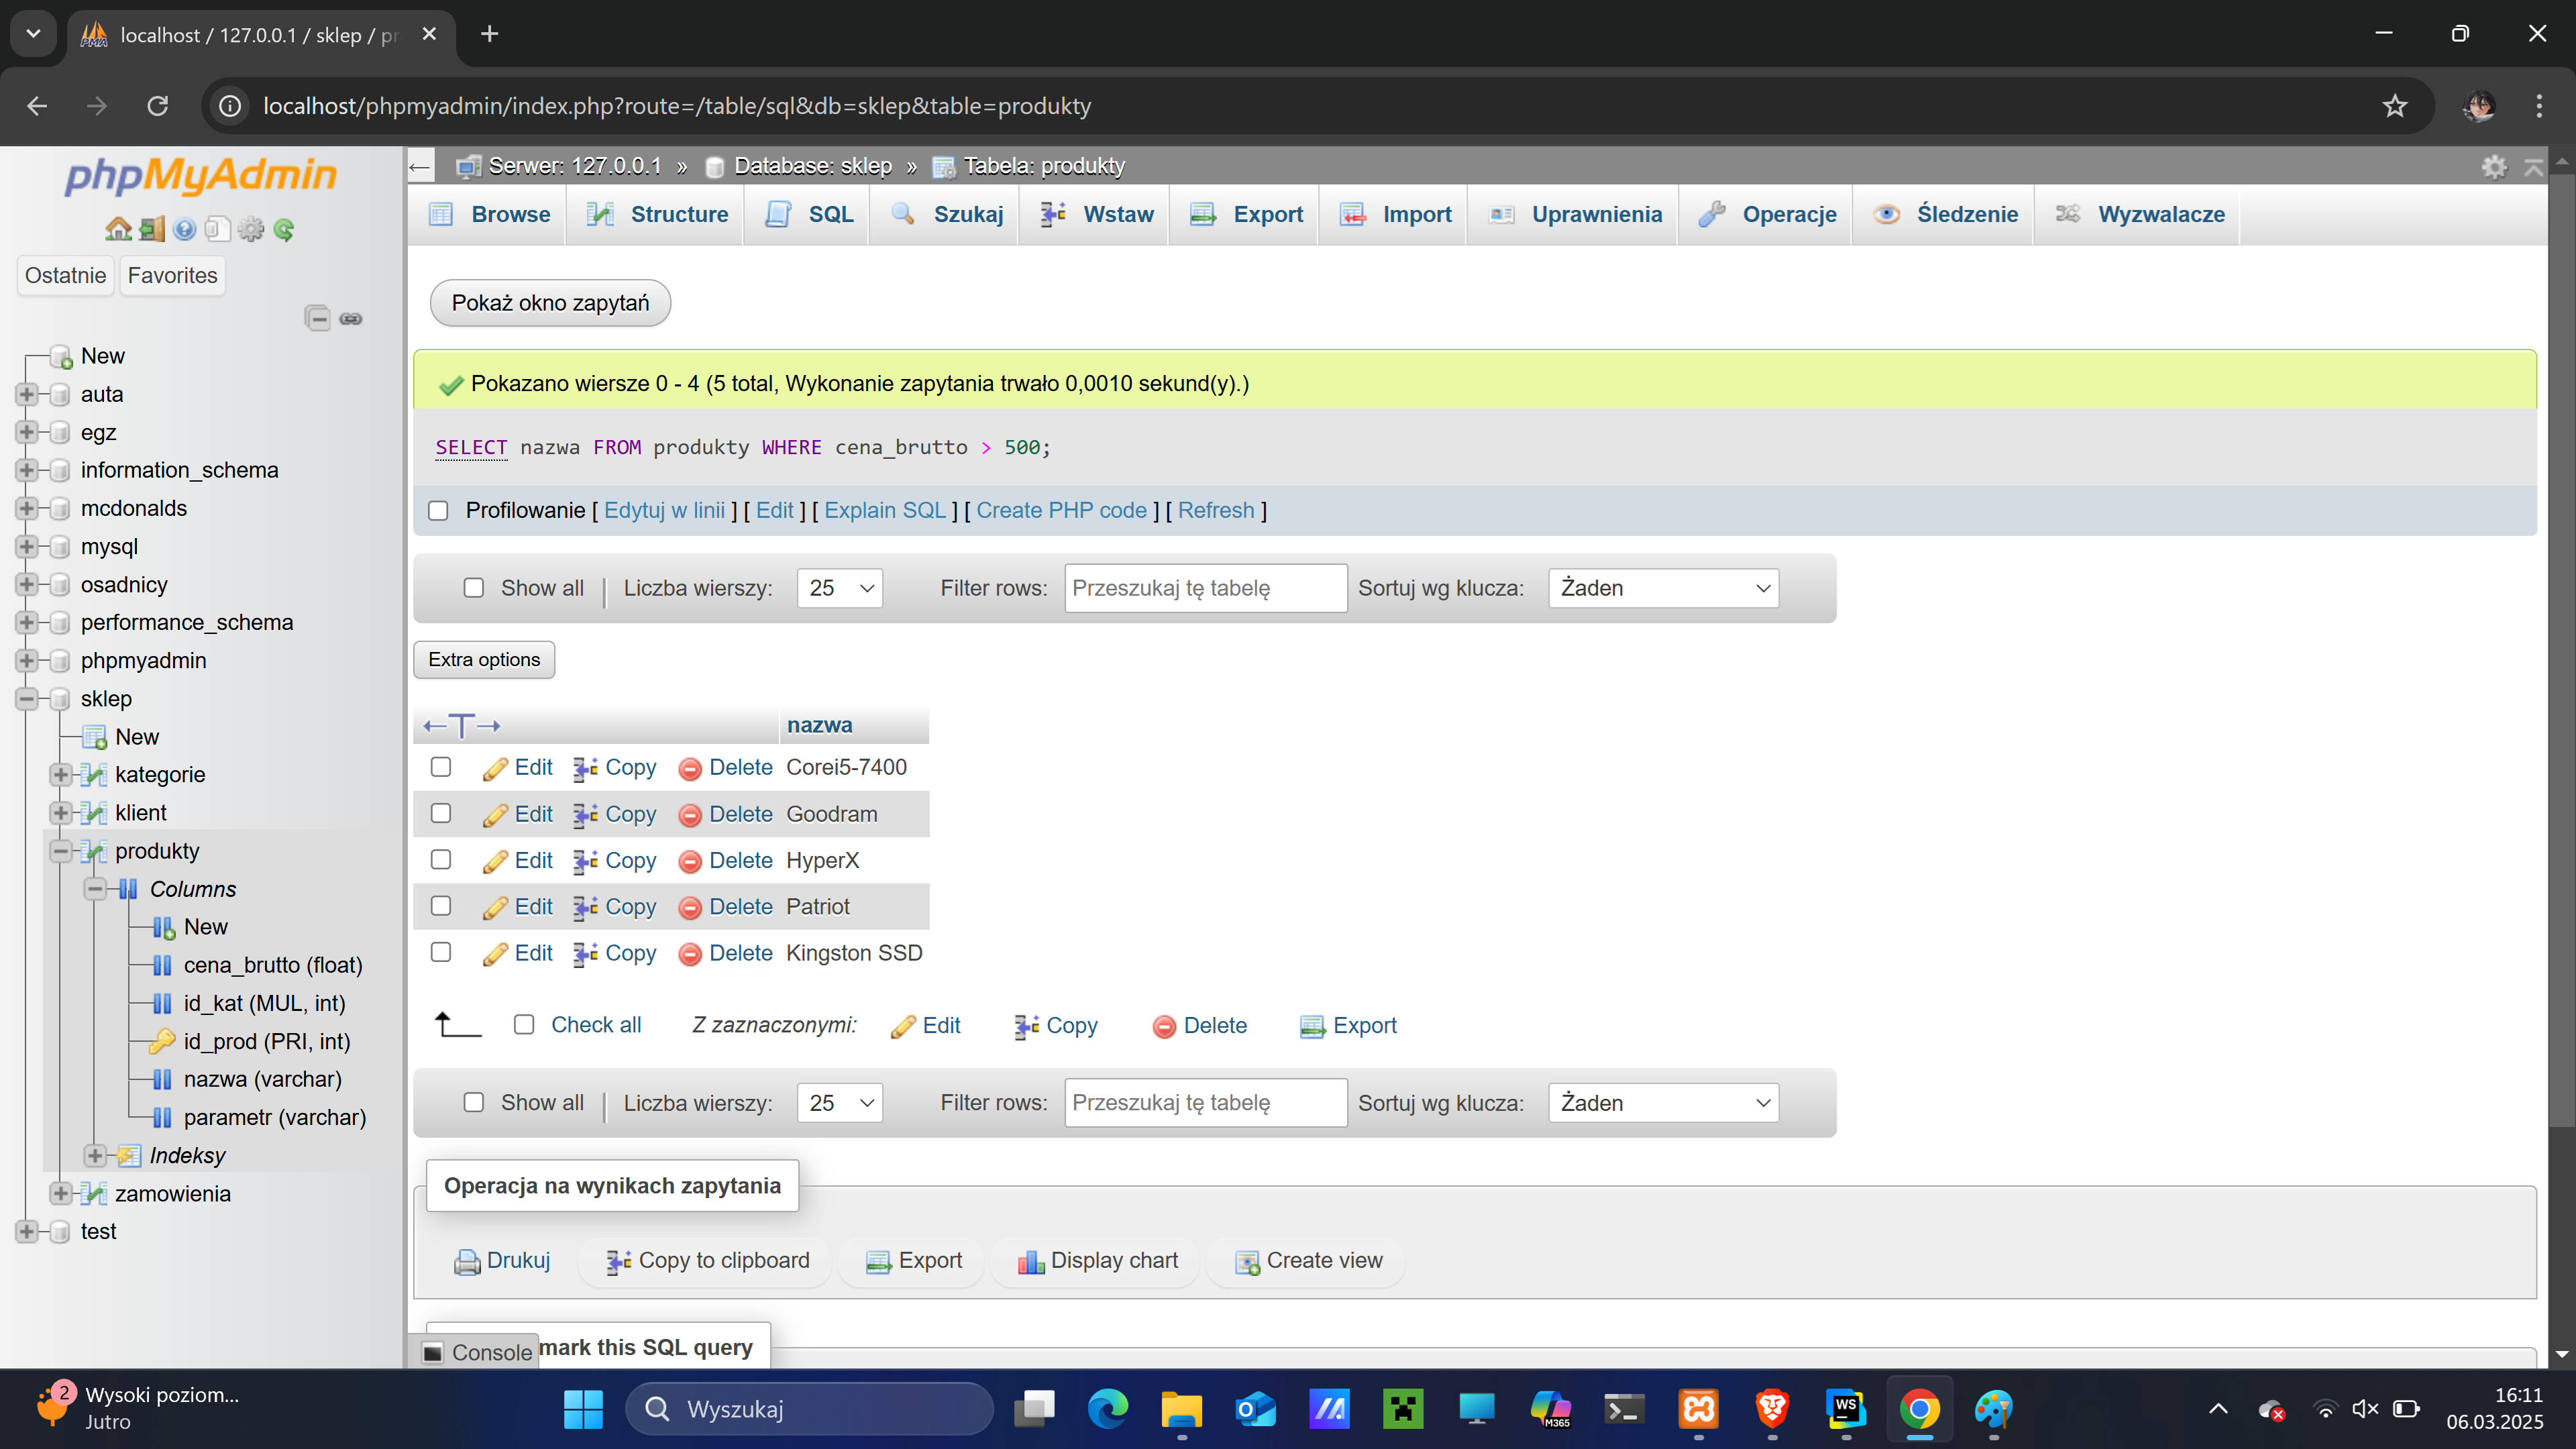 localhost / 127.0.0.1 / sklep / pr
localhost/phpmyadmin/index.php?route=/table/sql&db=sklep&table=produkty
phpMyAdmin
Ostatnie Favorites
New
auta
egz
information_schema
mcdonalds
mysql
osadnicy
performance_schema
phpmyadmin
sklep
New
kategorie
klient
produkty
Columns
New
cena_brutto (float)
id_kat (MUL, int)
id_prod (PRI, int)
nazwa (varchar)
parametr (varchar)
Indeksy
zamowienia
test
Serwer: 127.0.0.1 » Database: sklep » Tabela: produkty
Browse Structure SQL Szukaj Wstaw Export Import Uprawnienia Operacje Śledzenie Wyzwalacze
Pokaż okno zapytań
Pokazano wiersze 0 - 4 (5 total, Wykonanie zapytania trwało 0,0010 sekund(y).)
SELECT nazwa FROM produkty WHERE cena_brutto > 500;
Profilowanie [ Edytuj w linii ] [ Edit ] [ Explain SQL ] [ Create PHP code ] [ Refresh ]
Show all | Liczba wierszy: 25 Filter rows: Przeszukaj tę tabelę Sortuj wg klucza: Żaden
Extra options
←T→ nazwa
Edit Copy Delete Corei5-7400
Edit Copy Delete Goodram
Edit Copy Delete HyperX
Edit Copy Delete Patriot
Edit Copy Delete Kingston SSD
Check all Z zaznaczonymi: Edit Copy Delete Export
Show all | Liczba wierszy: 25 Filter rows: Przeszukaj tę tabelę Sortuj wg klucza: Żaden
Operacja na wynikach zapytania
Drukuj Copy to clipboard Export Display chart Create view
Console mark this SQL query
2 Wysoki poziom...
Jutro
Wyszukaj
M365
WS
16:11
06.03.2025